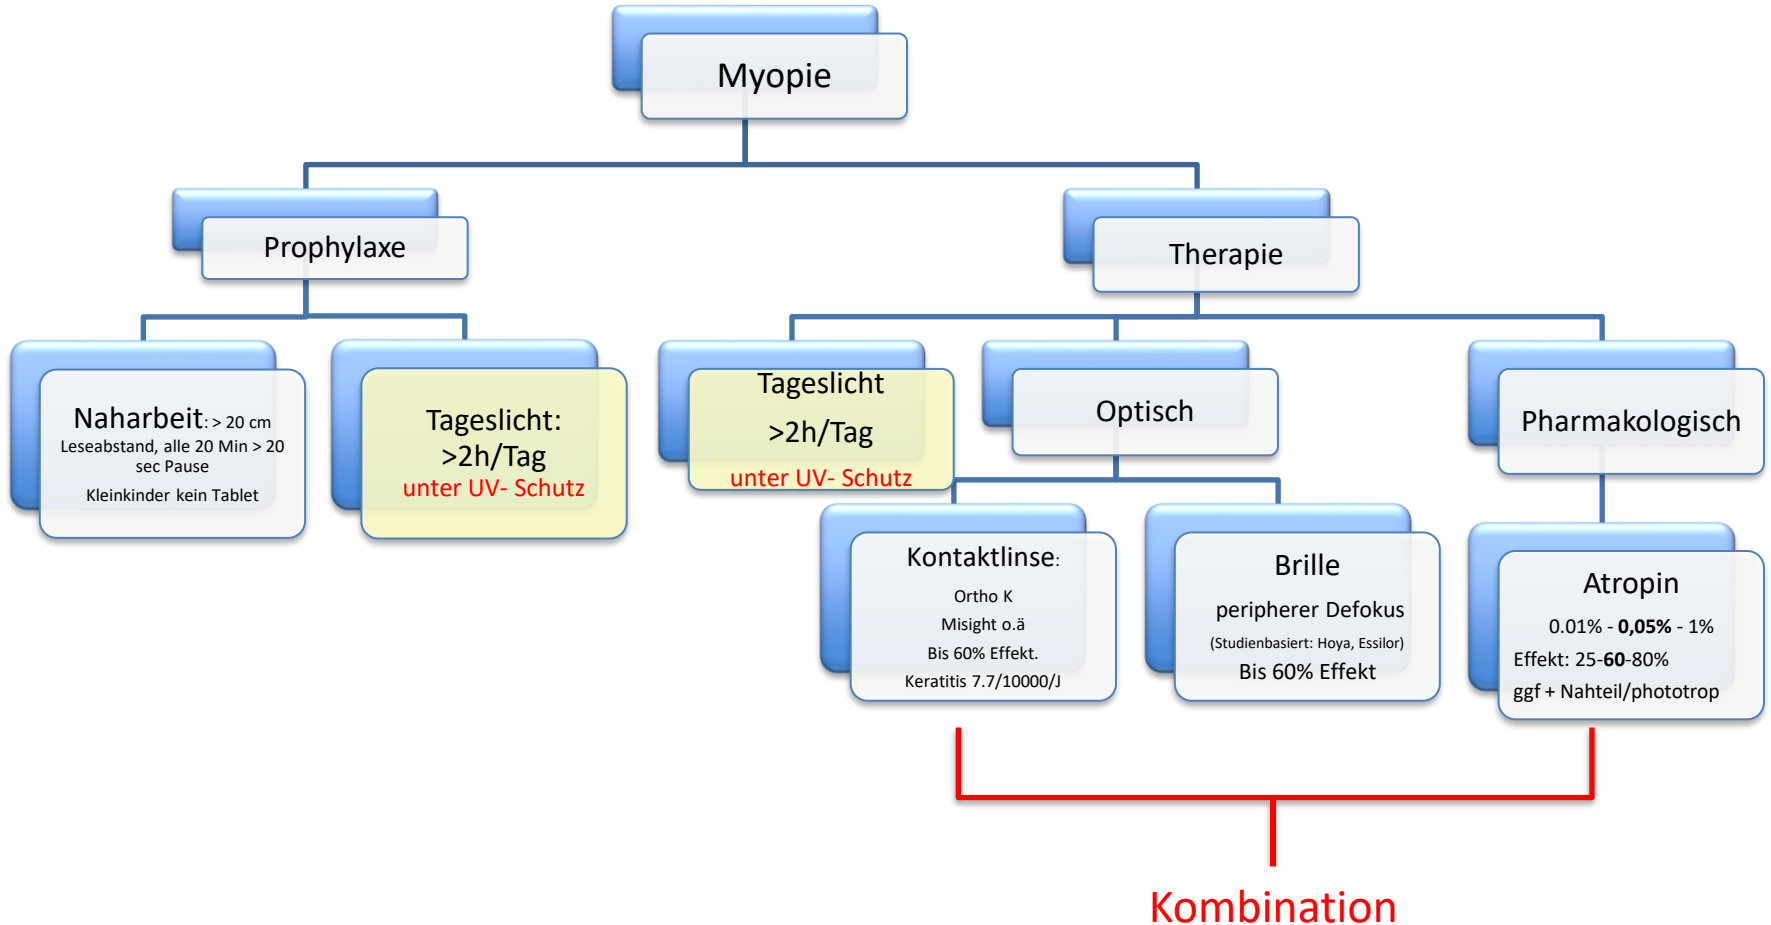 Myopie
Prophylaxe
Therapie
Naharbeit: > 20 cm
Leseabstand, alle 20 Min > 20
sec Pause
Kleinkinder kein Tablet
Tageslicht:
>2h/Tag
unter UV- Schutz
Tageslicht
>2h/Tag
unter UV- Schutz
Optisch
Pharmakologisch
Kontaktlinse:
Ortho K
Misight o.ä
Bis 60% Effekt.
Keratitis 7.7/10000/J
Brille
peripherer Defokus
(Studienbasiert: Hoya, Essilor)
Bis 60% Effekt
Atropin
0.01% - 0,05% - 1%
Effekt: 25-60-80%
ggf + Nahteil/phototrop
Kombination